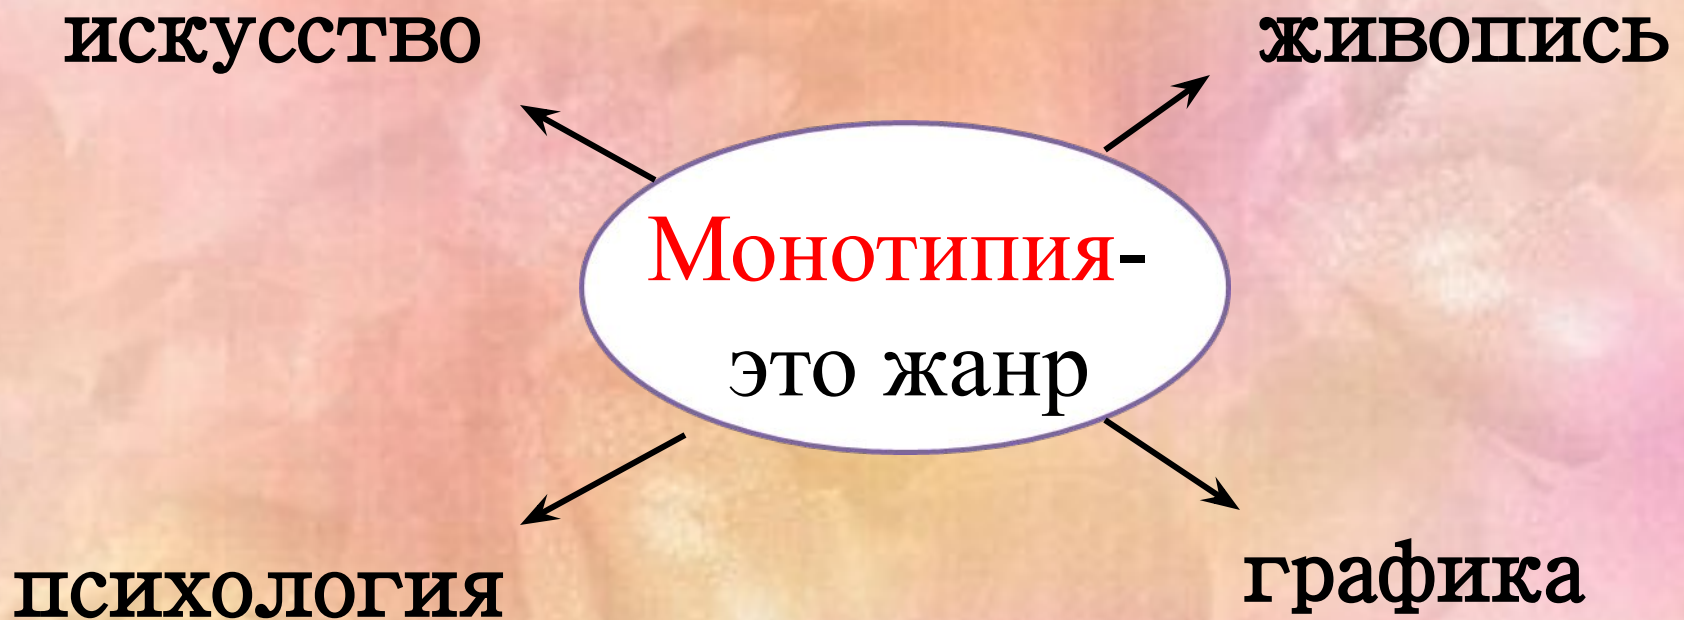 искусство
живопись
Монотипия-
это жанр
психология
графика